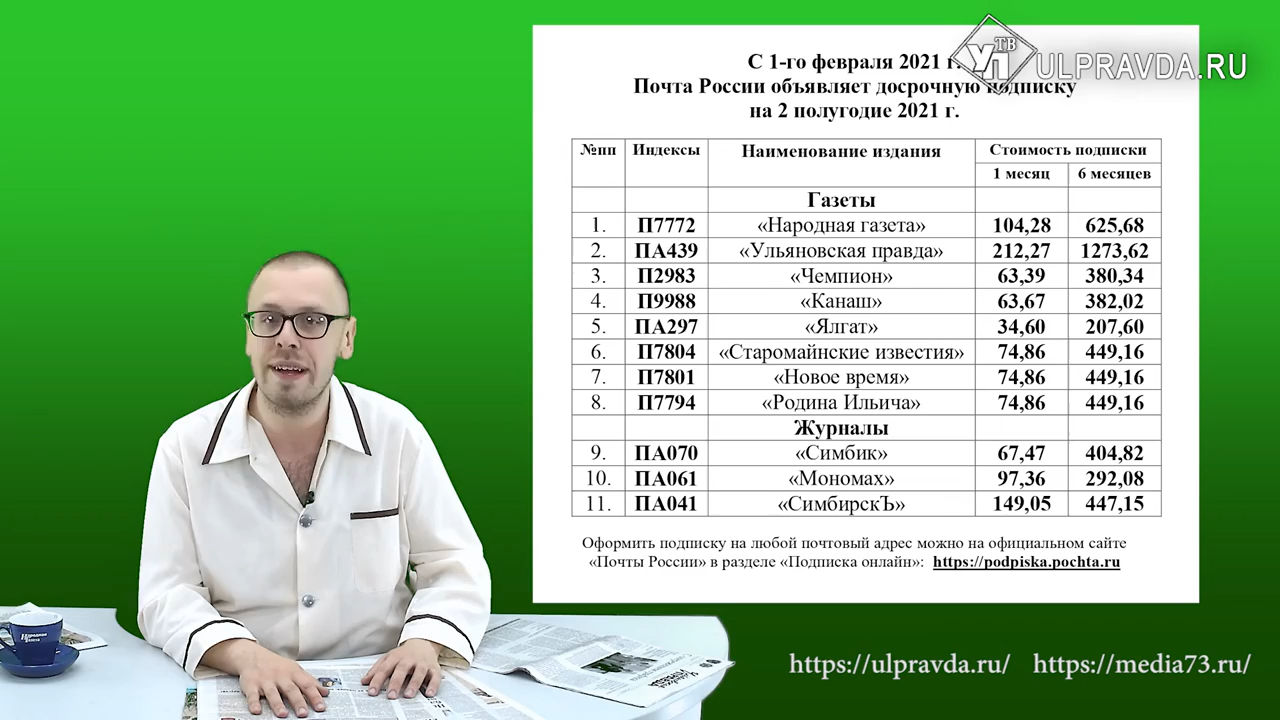 УП ТВ ULPRAVDA.RU
С 1-го февраля 2021 г.
Почта России объявляет досрочную подписку
на 2 полугодие 2021 г.
№пп Индексы Наименование издания Стоимость подписки
1 месяц 6 месяцев
Газеты
1. П7772 «Народная газета» 104,28 625,68
2. ПА439 «Ульяновская правда» 212,27 1273,62
3. П2983 «Чемпион» 63,39 380,34
4. П9988 «Канаш» 63,67 382,02
5. ПА297 «Ялгат» 34,60 207,60
6. П7804 «Старомайнские известия» 74,86 449,16
7. П7801 «Новое время» 74,86 449,16
8. П7794 «Родина Ильича» 74,86 449,16
Журналы
9. ПА070 «Симбик» 67,47 404,82
10. ПА061 «Мономах» 97,36 292,08
11. ПА041 «СимбирскЪ» 149,05 447,15
Оформить подписку на любой почтовый адрес можно на официальном сайте
«Почты России» в разделе «Подписка онлайн»: https://podpiska.pochta.ru
Народная
газета
https://ulpravda.ru/ https://media73.ru/